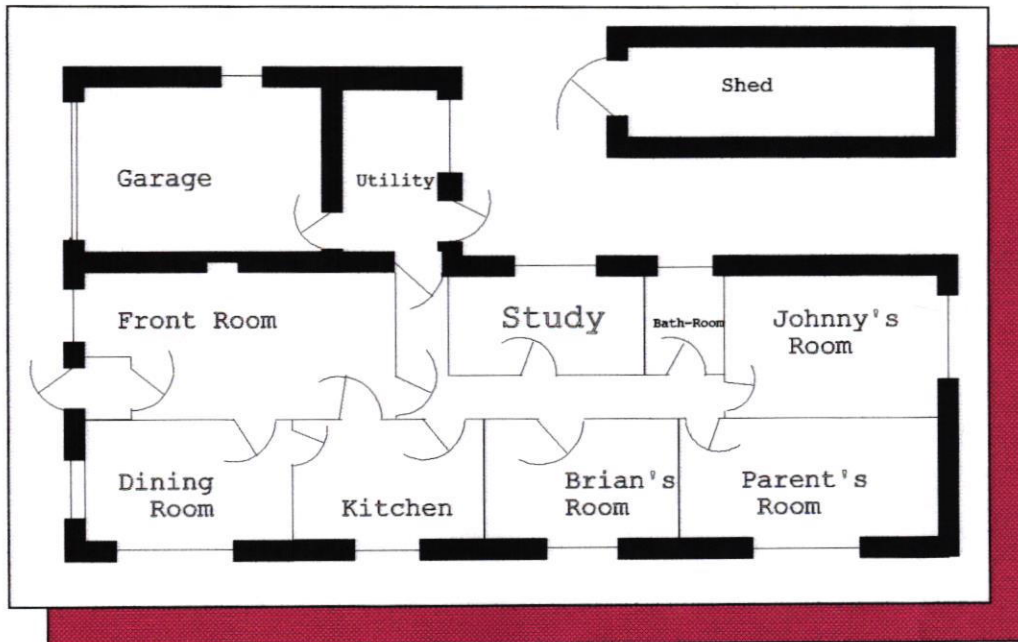 Shed
Garage
Utility
Front Room
Study
Bath-Room
Johnny's
Room
Dining
Room
Kitchen
Brian's
Room
Parent's
Room